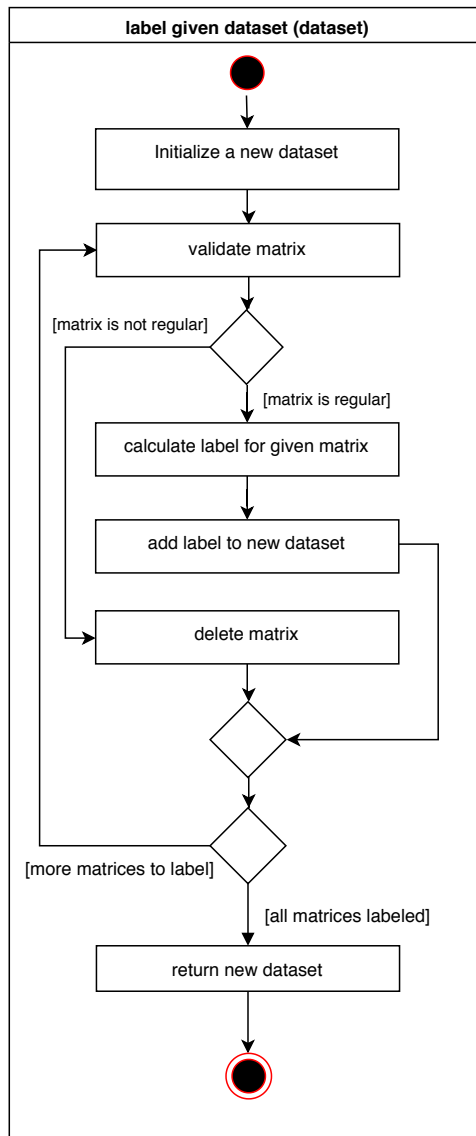 label given dataset (dataset)
Initialize a new dataset
validate matrix
[matrix is not regular]
[matrix is regular]
calculate label for given matrix
add label to new dataset
delete matrix
[more matrices to label]
[all matrices labeled]
return new dataset